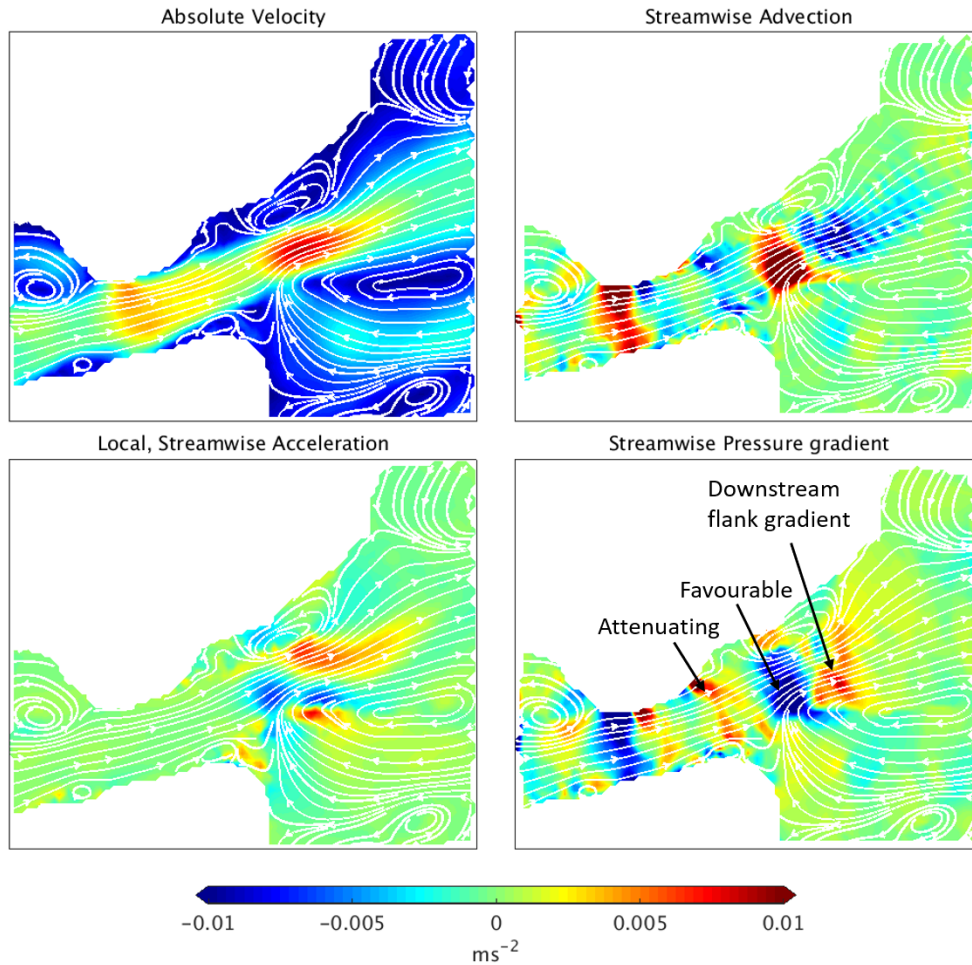 Absolute Velocity
Streamwise Advection
Local, Streamwise Acceleration
Streamwise Pressure gradient
Downstream
flank gradient
Favourable
Attenuating
−0.01 −0.005 0 0.005 0.01
ms⁻²